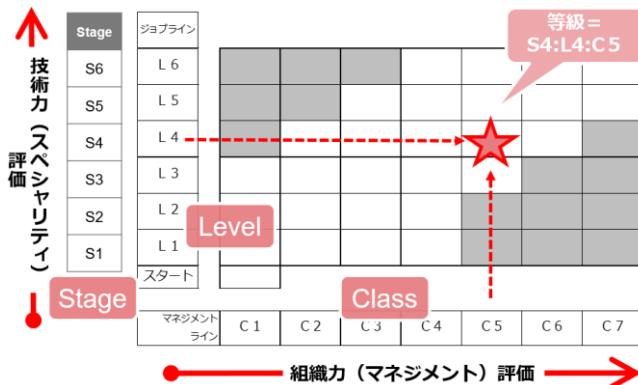 等級＝
S4:L4:C5
技術力（スペシャリティ）
評価
Stage
S6
S5
S4
S3
S2
S1
ジョブライン
L 6
L 5
L 4
L 3
L 2
L 1
スタート
Level
Stage
Class
マネジメント
ライン
C 1
C 2
C 3
C 4
C 5
C 6
C 7
組織力（マネジメント）評価